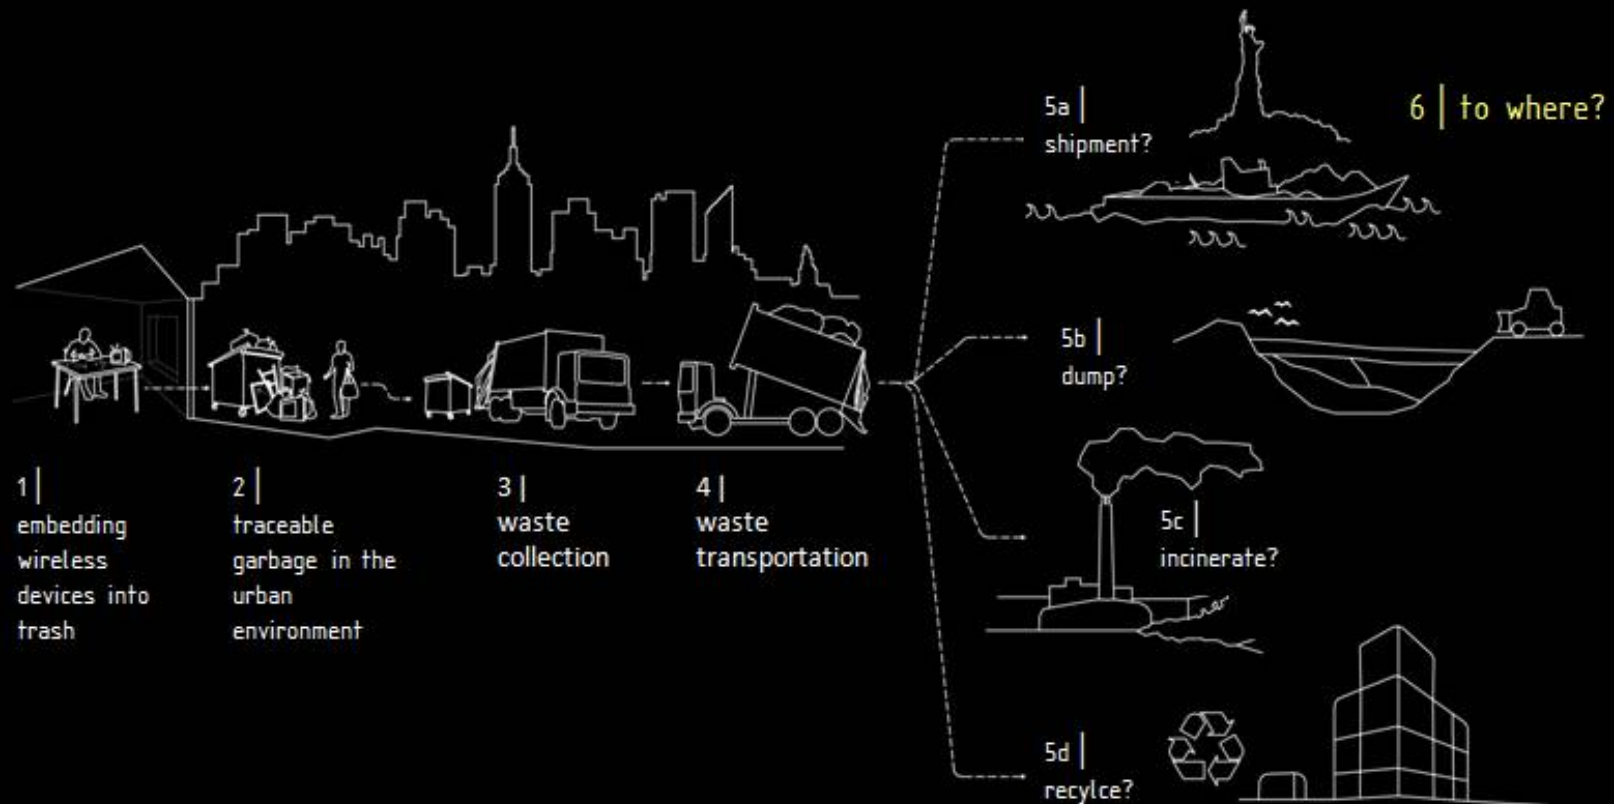 1|
embedding
wireless
devices into
trash
2|
traceable
garbage in the
urban
environment
3|
waste
collection
4|
waste
transportation
5a|
shipment?
5b|
dump?
5c|
incinerate?
5d|
recylce?
6| to where?